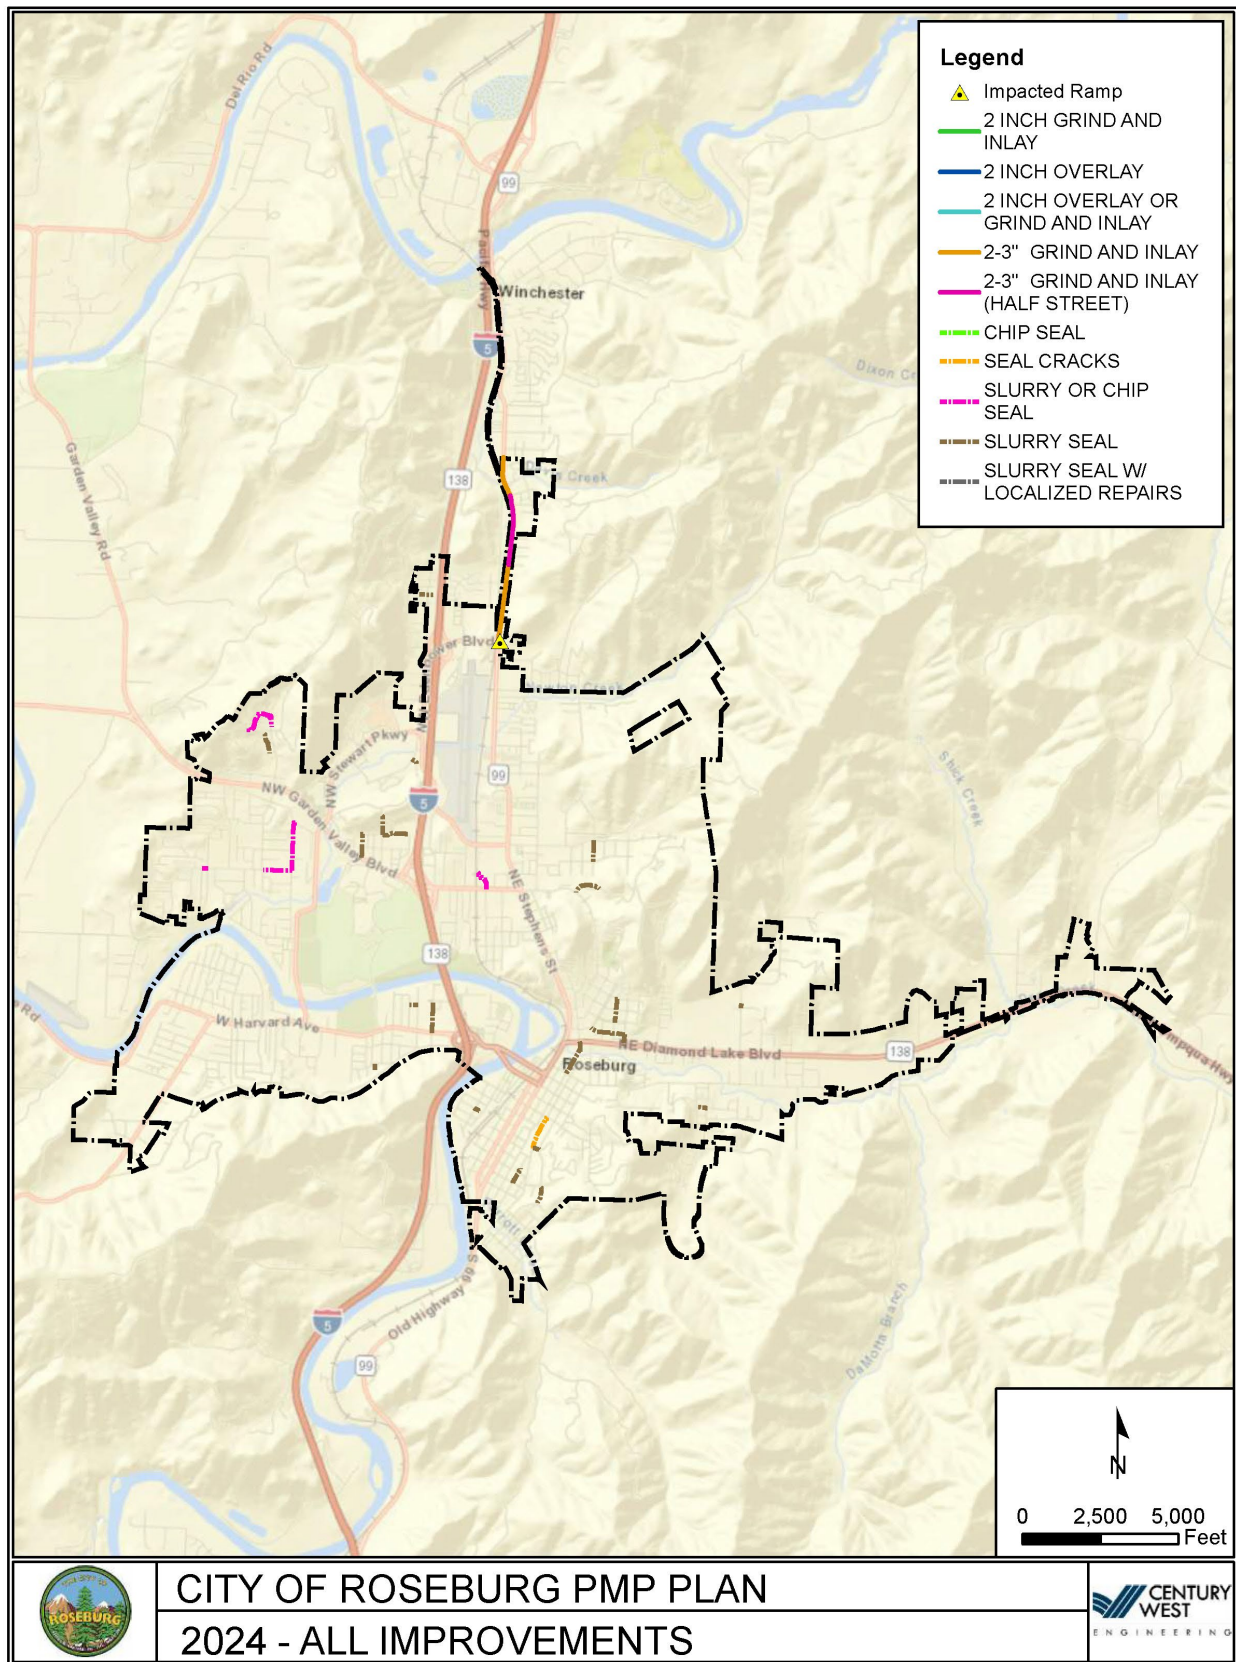 Legend
Impacted Ramp
2 INCH GRIND AND
INLAY
2 INCH OVERLAY
2 INCH OVERLAY OR
GRIND AND INLAY
2-3" GRIND AND INLAY
2-3" GRIND AND INLAY
(HALF STREET)
CHIP SEAL
SEAL CRACKS
SLURRY OR CHIP
SEAL
SLURRY SEAL
SLURRY SEAL W/
LOCALIZED REPAIRS
Del Rio Rd
99
Winchester
5
Dixon
138
Creek
Garden Valley Rd
Blvd
NW Stewart Pkwy
99
Shick Creek
NW Garden Valley Blvd
5
NE Stephens St
138
W Harvard Ave
Rd
NE Diamond Lake Blvd
138
Roseburg
Old Highway 99 S
5
99
DaMotta Branch
N
0 2,500 5,000
Feet
CITY OF ROSEBURG PMP PLAN
2024 - ALL IMPROVEMENTS
ROSEBURG
CENTURY
WEST
ENGINEERING